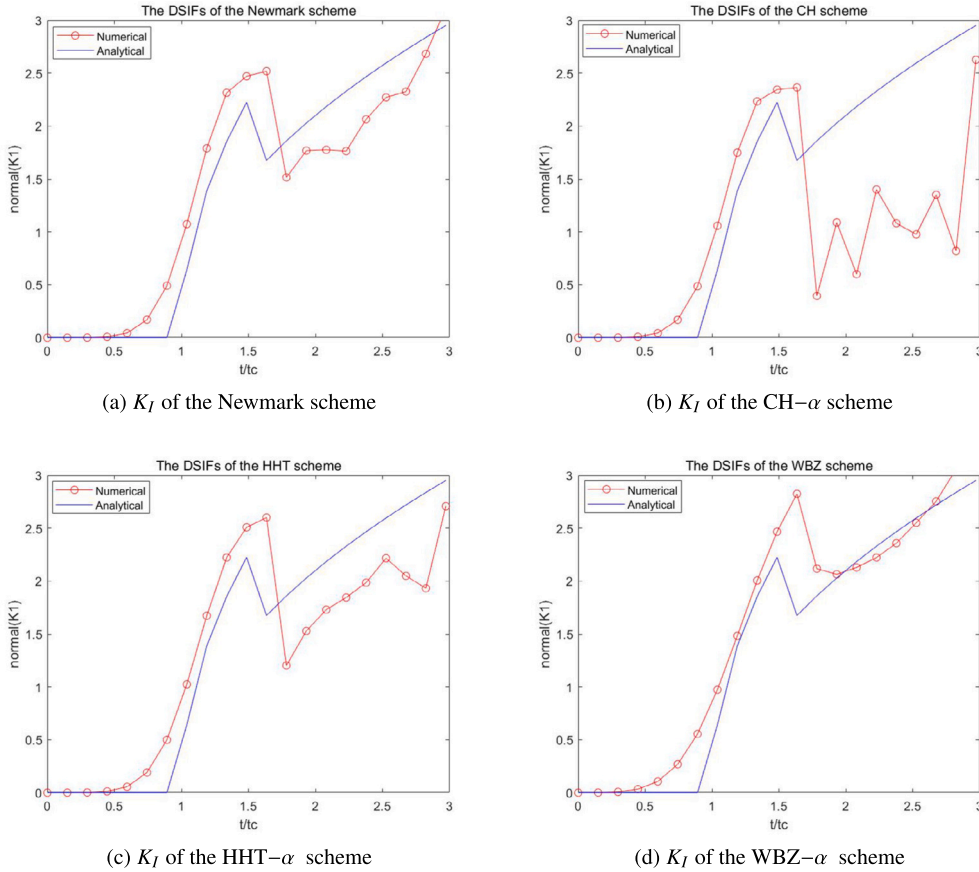 The DSIFs of the Newmark scheme
Numerical
Analytical
normal(K1)
3
2.5
2
1.5
1
0.5
0
0 0.5 1 1.5 2 2.5 3
t/tc
(a) K_I of the Newmark scheme
The DSIFs of the CH scheme
Numerical
Analytical
normal(K1)
3
2.5
2
1.5
1
0.5
0
0 0.5 1 1.5 2 2.5 3
t/tc
(b) K_I of the CH−α scheme
The DSIFs of the HHT scheme
Numerical
Analytical
normal(K1)
3
2.5
2
1.5
1
0.5
0
0 0.5 1 1.5 2 2.5 3
t/tc
(c) K_I of the HHT−α scheme
The DSIFs of the WBZ scheme
Numerical
Analytical
normal(K1)
3
2.5
2
1.5
1
0.5
0
0 0.5 1 1.5 2 2.5 3
t/tc
(d) K_I of the WBZ−α scheme